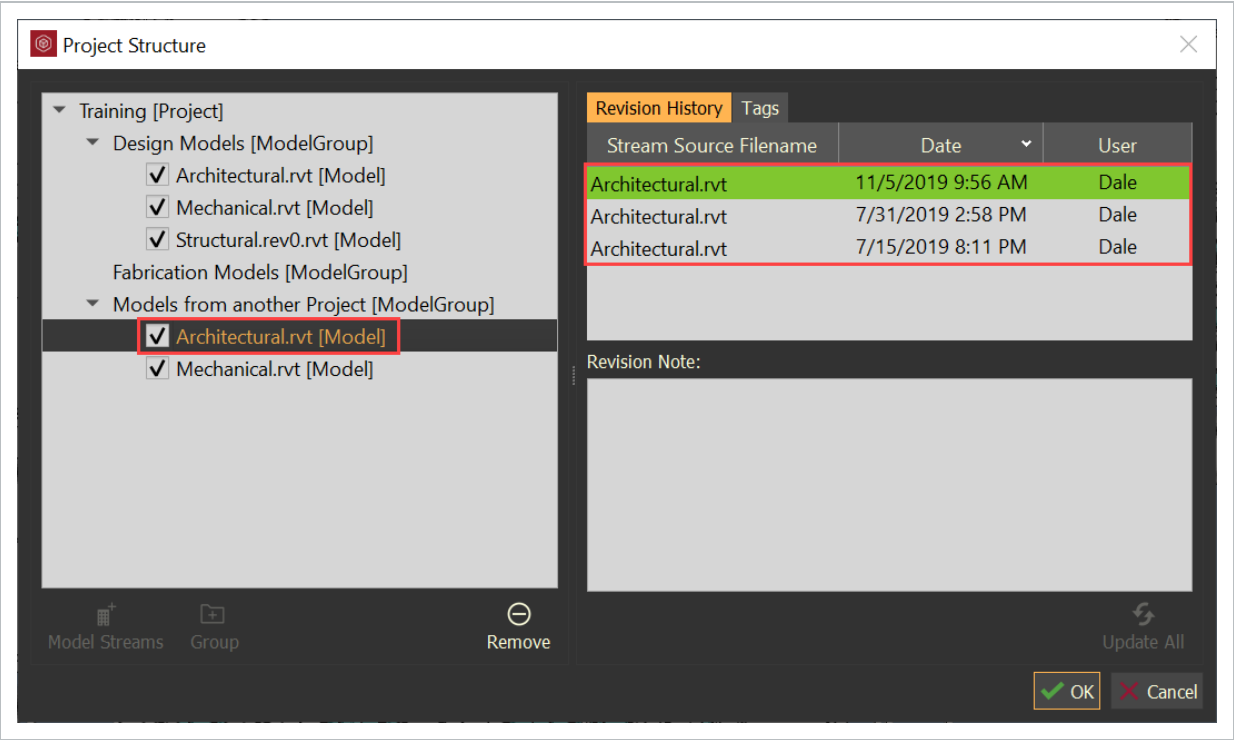 Project Structure
Training [Project]
Design Models [ModelGroup]
Architectural.rvt [Model]
Mechanical.rvt [Model]
Structural.rev0.rvt [Model]
Fabrication Models [ModelGroup]
Models from another Project [ModelGroup]
Architectural.rvt [Model]
Mechanical.rvt [Model]
Model Streams Group Remove
Revision History Tags
Stream Source Filename Date User
Architectural.rvt 11/5/2019 9:56 AM Dale
Architectural.rvt 7/31/2019 2:58 PM Dale
Architectural.rvt 7/15/2019 8:11 PM Dale
Revision Note:
Update All
OK Cancel